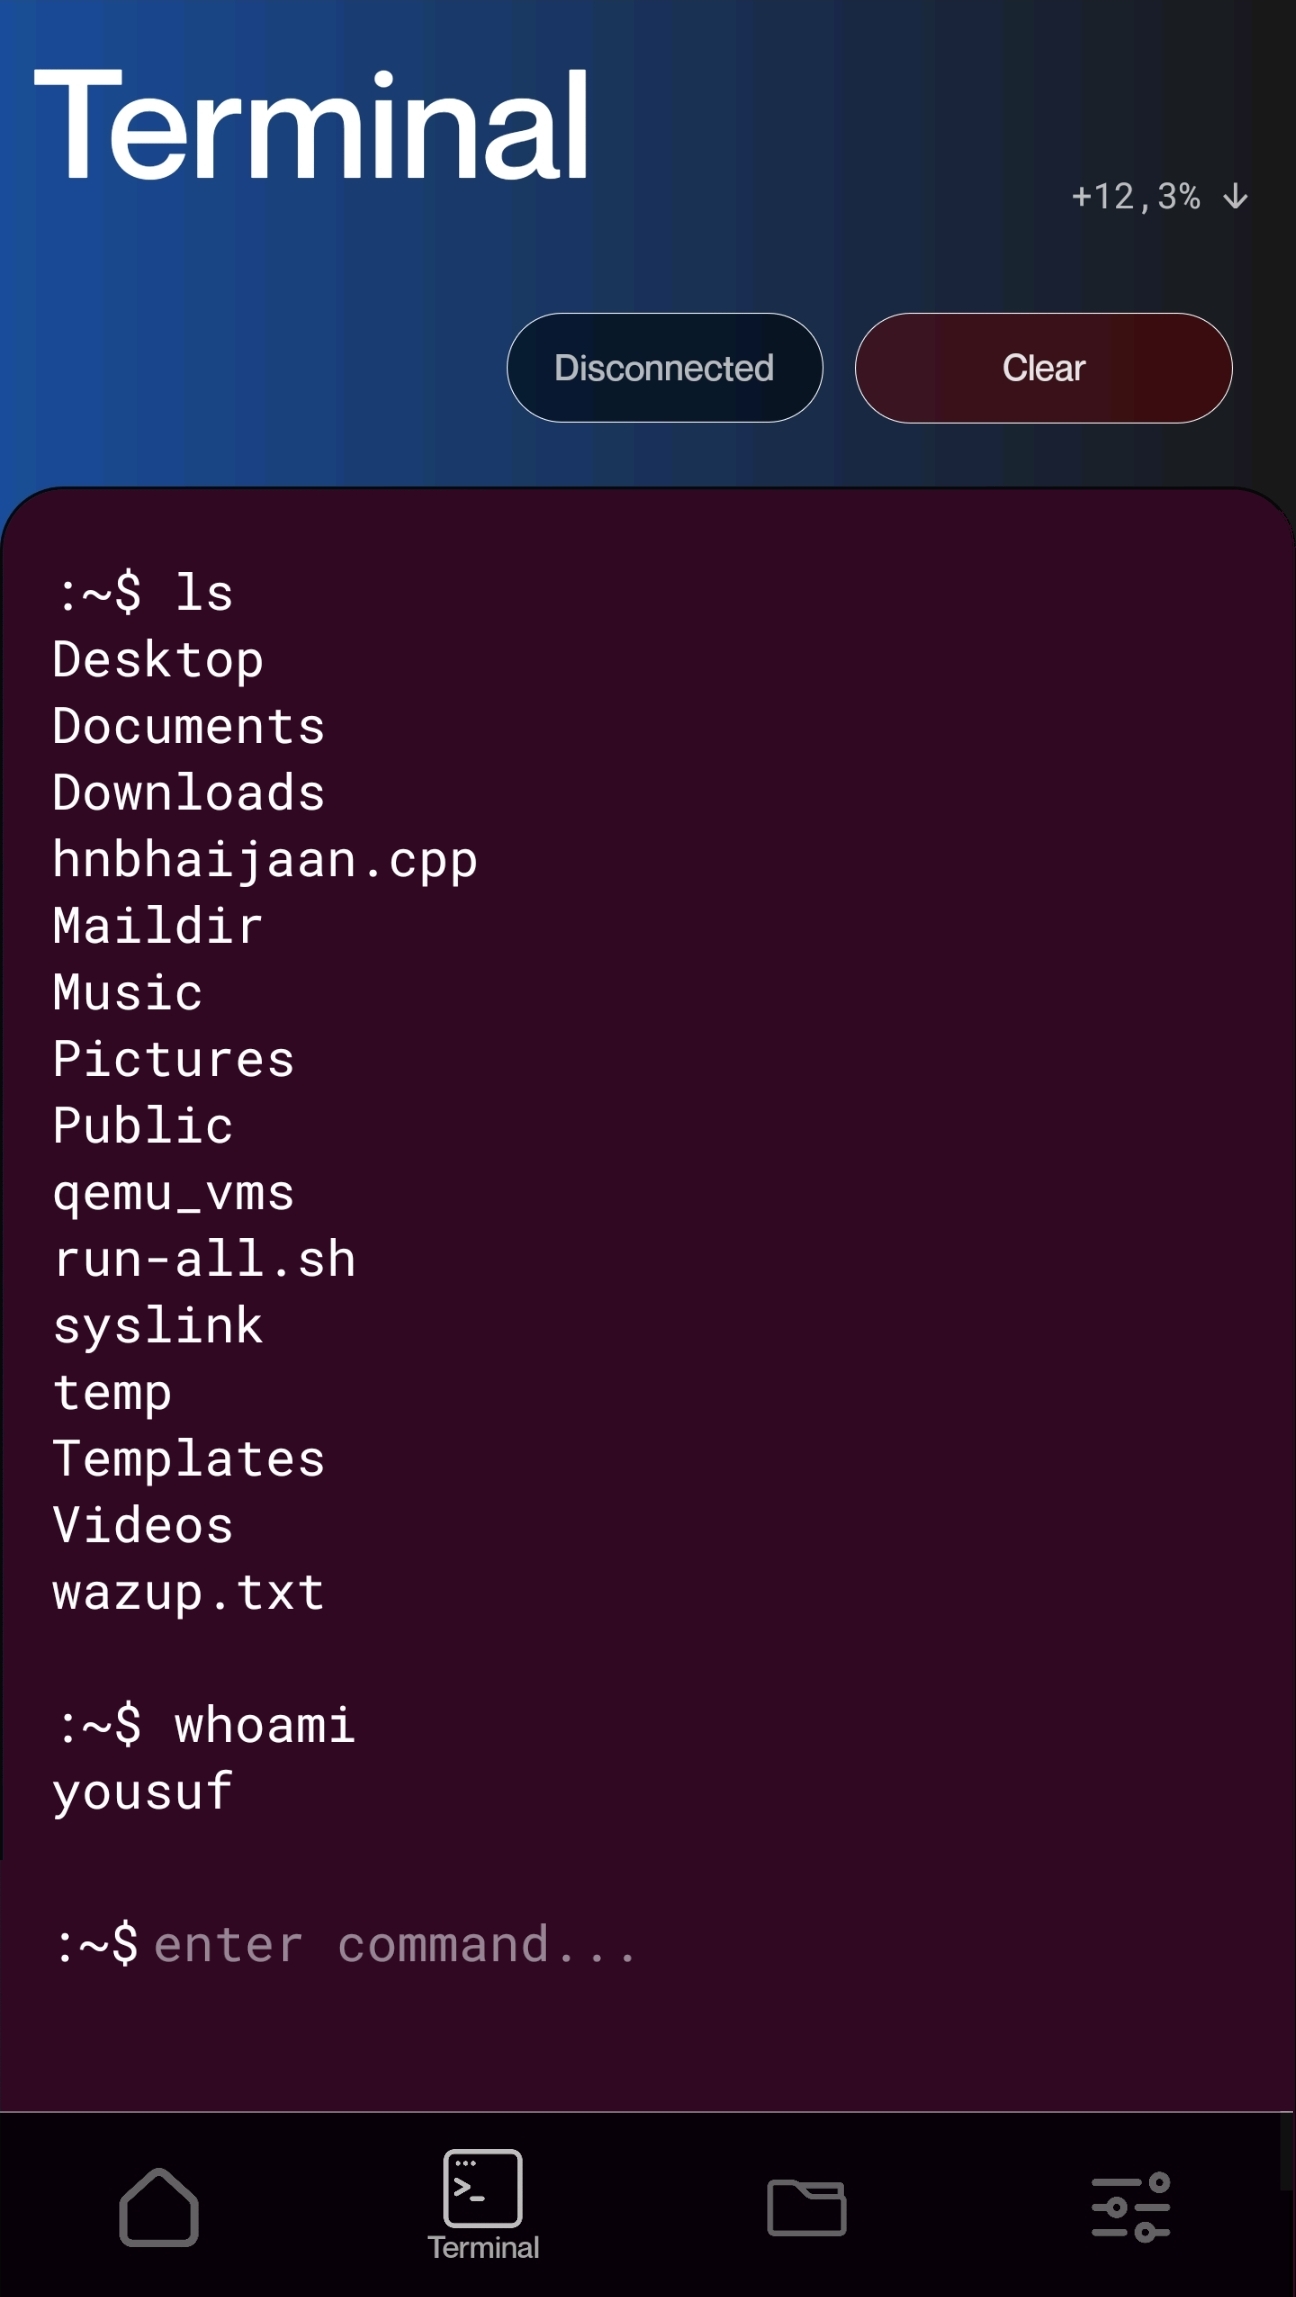 Terminal
+12,3% ↓
Disconnected
Clear
:~$ ls
Desktop
Documents
Downloads
hnbhaijaan.cpp
Maildir
Music
Pictures
Public
qemu_vms
run-all.sh
syslink
temp
Templates
Videos
wazup.txt
:~$ whoami
yousuf
:~$ enter command...
Terminal